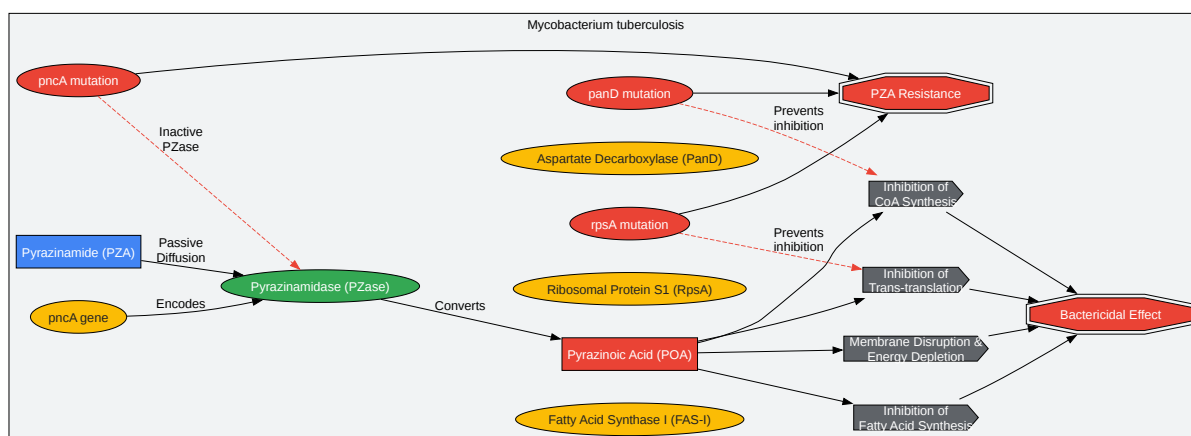 Mycobacterium tuberculosis
pncA mutation
panD mutation
PZA Resistance
Prevents
inhibition
Inactive
PZase
Aspartate Decarboxylase (PanD)
Inhibition of
CoA Synthesis
rpsA mutation
Prevents
inhibition
Pyrazinamide (PZA)
Passive
Diffusion
Pyrazinamidase (PZase)
Inhibition of
Trans-translation
Ribosomal Protein S1 (RpsA)
Encodes
pncA gene
Converts
Bactericidal Effect
Pyrazinoic Acid (POA)
Membrane Disruption &
Energy Depletion
Fatty Acid Synthase I (FAS-I)
Inhibition of
Fatty Acid Synthesis